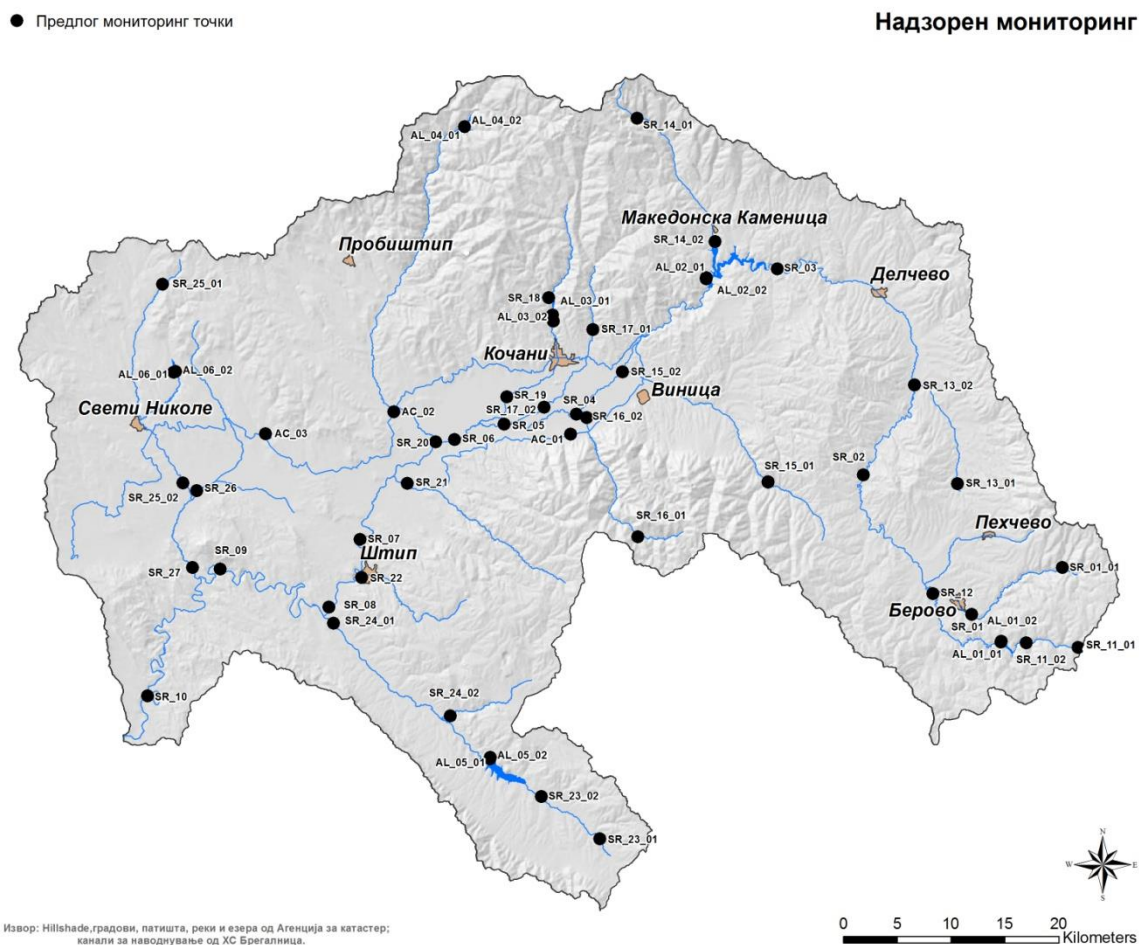 Предлог мониторинг точки
Надзорен мониторинг
AL_04_02
AL_04_01
SR_14_01
Македонска Каменица
Пробиштип
SR_14_02
SR_03
AL_02_01
AL_02_02
Делчево
SR_25_01
SR_18
AL_03_01
AL_03_02
SR_17_01
Кочани
AL_06_01
AL_06_02
SR_15_02
Виница
SR_13_02
Свети Николе
AC_02
SR_19
SR_17_02
SR_04
SR_16_02
SR_05
AC_03
AC_01
SR_20
SR_06
SR_25_02
SR_26
SR_21
SR_15_01
SR_02
SR_13_01
Пехчево
SR_16_01
SR_07
Штип
SR_27
SR_09
SR_22
SR_01_01
SR_12
Берово
SR_08
SR_24_01
SR_01
AL_01_02
AL_01_01
SR_11_02
SR_11_01
SR_10
SR_24_02
AL_05_02
AL_05_01
SR_23_02
SR_23_01
N
W
E
S
Извор: Hillshade,градови, патишта, реки и езера од Агенција за катастер;
канали за наводнување од ХС Брегалница.
0 5 10 20
Kilometers